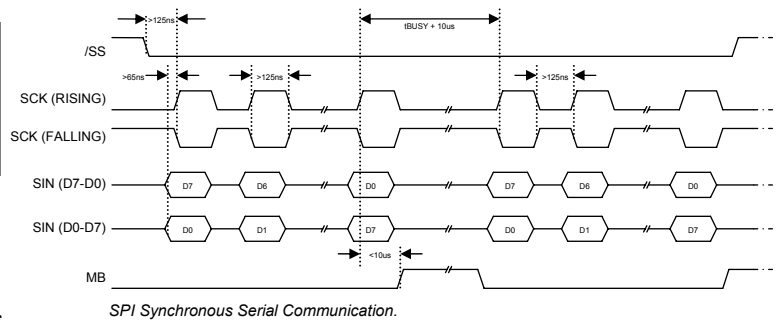 >125ns
tBUSY + 10us
/SS
>65ns
>125ns
>125ns
SCK (RISING)
SCK (FALLING)
SIN (D7-D0)
D7
D6
D0
D7
D6
D0
SIN (D0-D7)
D0
D1
D7
D0
D1
D7
<10us
MB
SPI Synchronous Serial Communication.